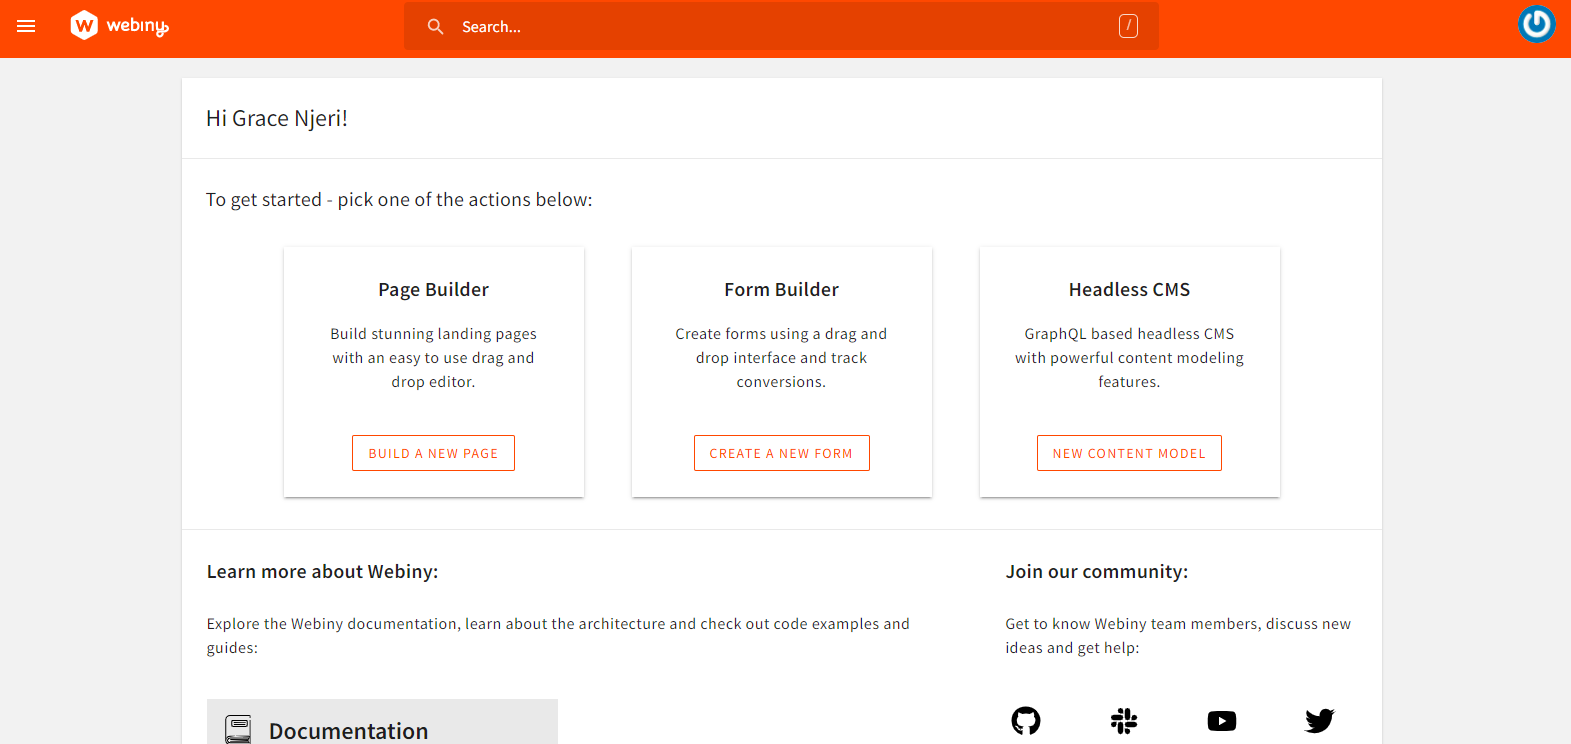 webiny
Search...
/
Hi Grace Njeri!
To get started - pick one of the actions below:
Page Builder
Build stunning landing pages
with an easy to use drag and
drop editor.
BUILD A NEW PAGE
Form Builder
Create forms using a drag and
drop interface and track
conversions.
CREATE A NEW FORM
Headless CMS
GraphQL based headless CMS
with powerful content modeling
features.
NEW CONTENT MODEL
Learn more about Webiny:
Explore the Webiny documentation, learn about the architecture and check out code examples and
guides:
Documentation
Join our community:
Get to know Webiny team members, discuss new
ideas and get help: